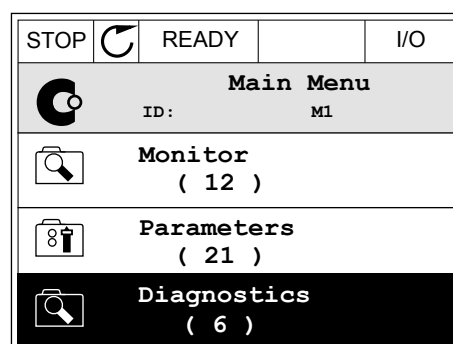 STOP READY I/O
Main Menu
ID: M1
Monitor
( 12 )
Parameters
( 21 )
Diagnostics
( 6 )